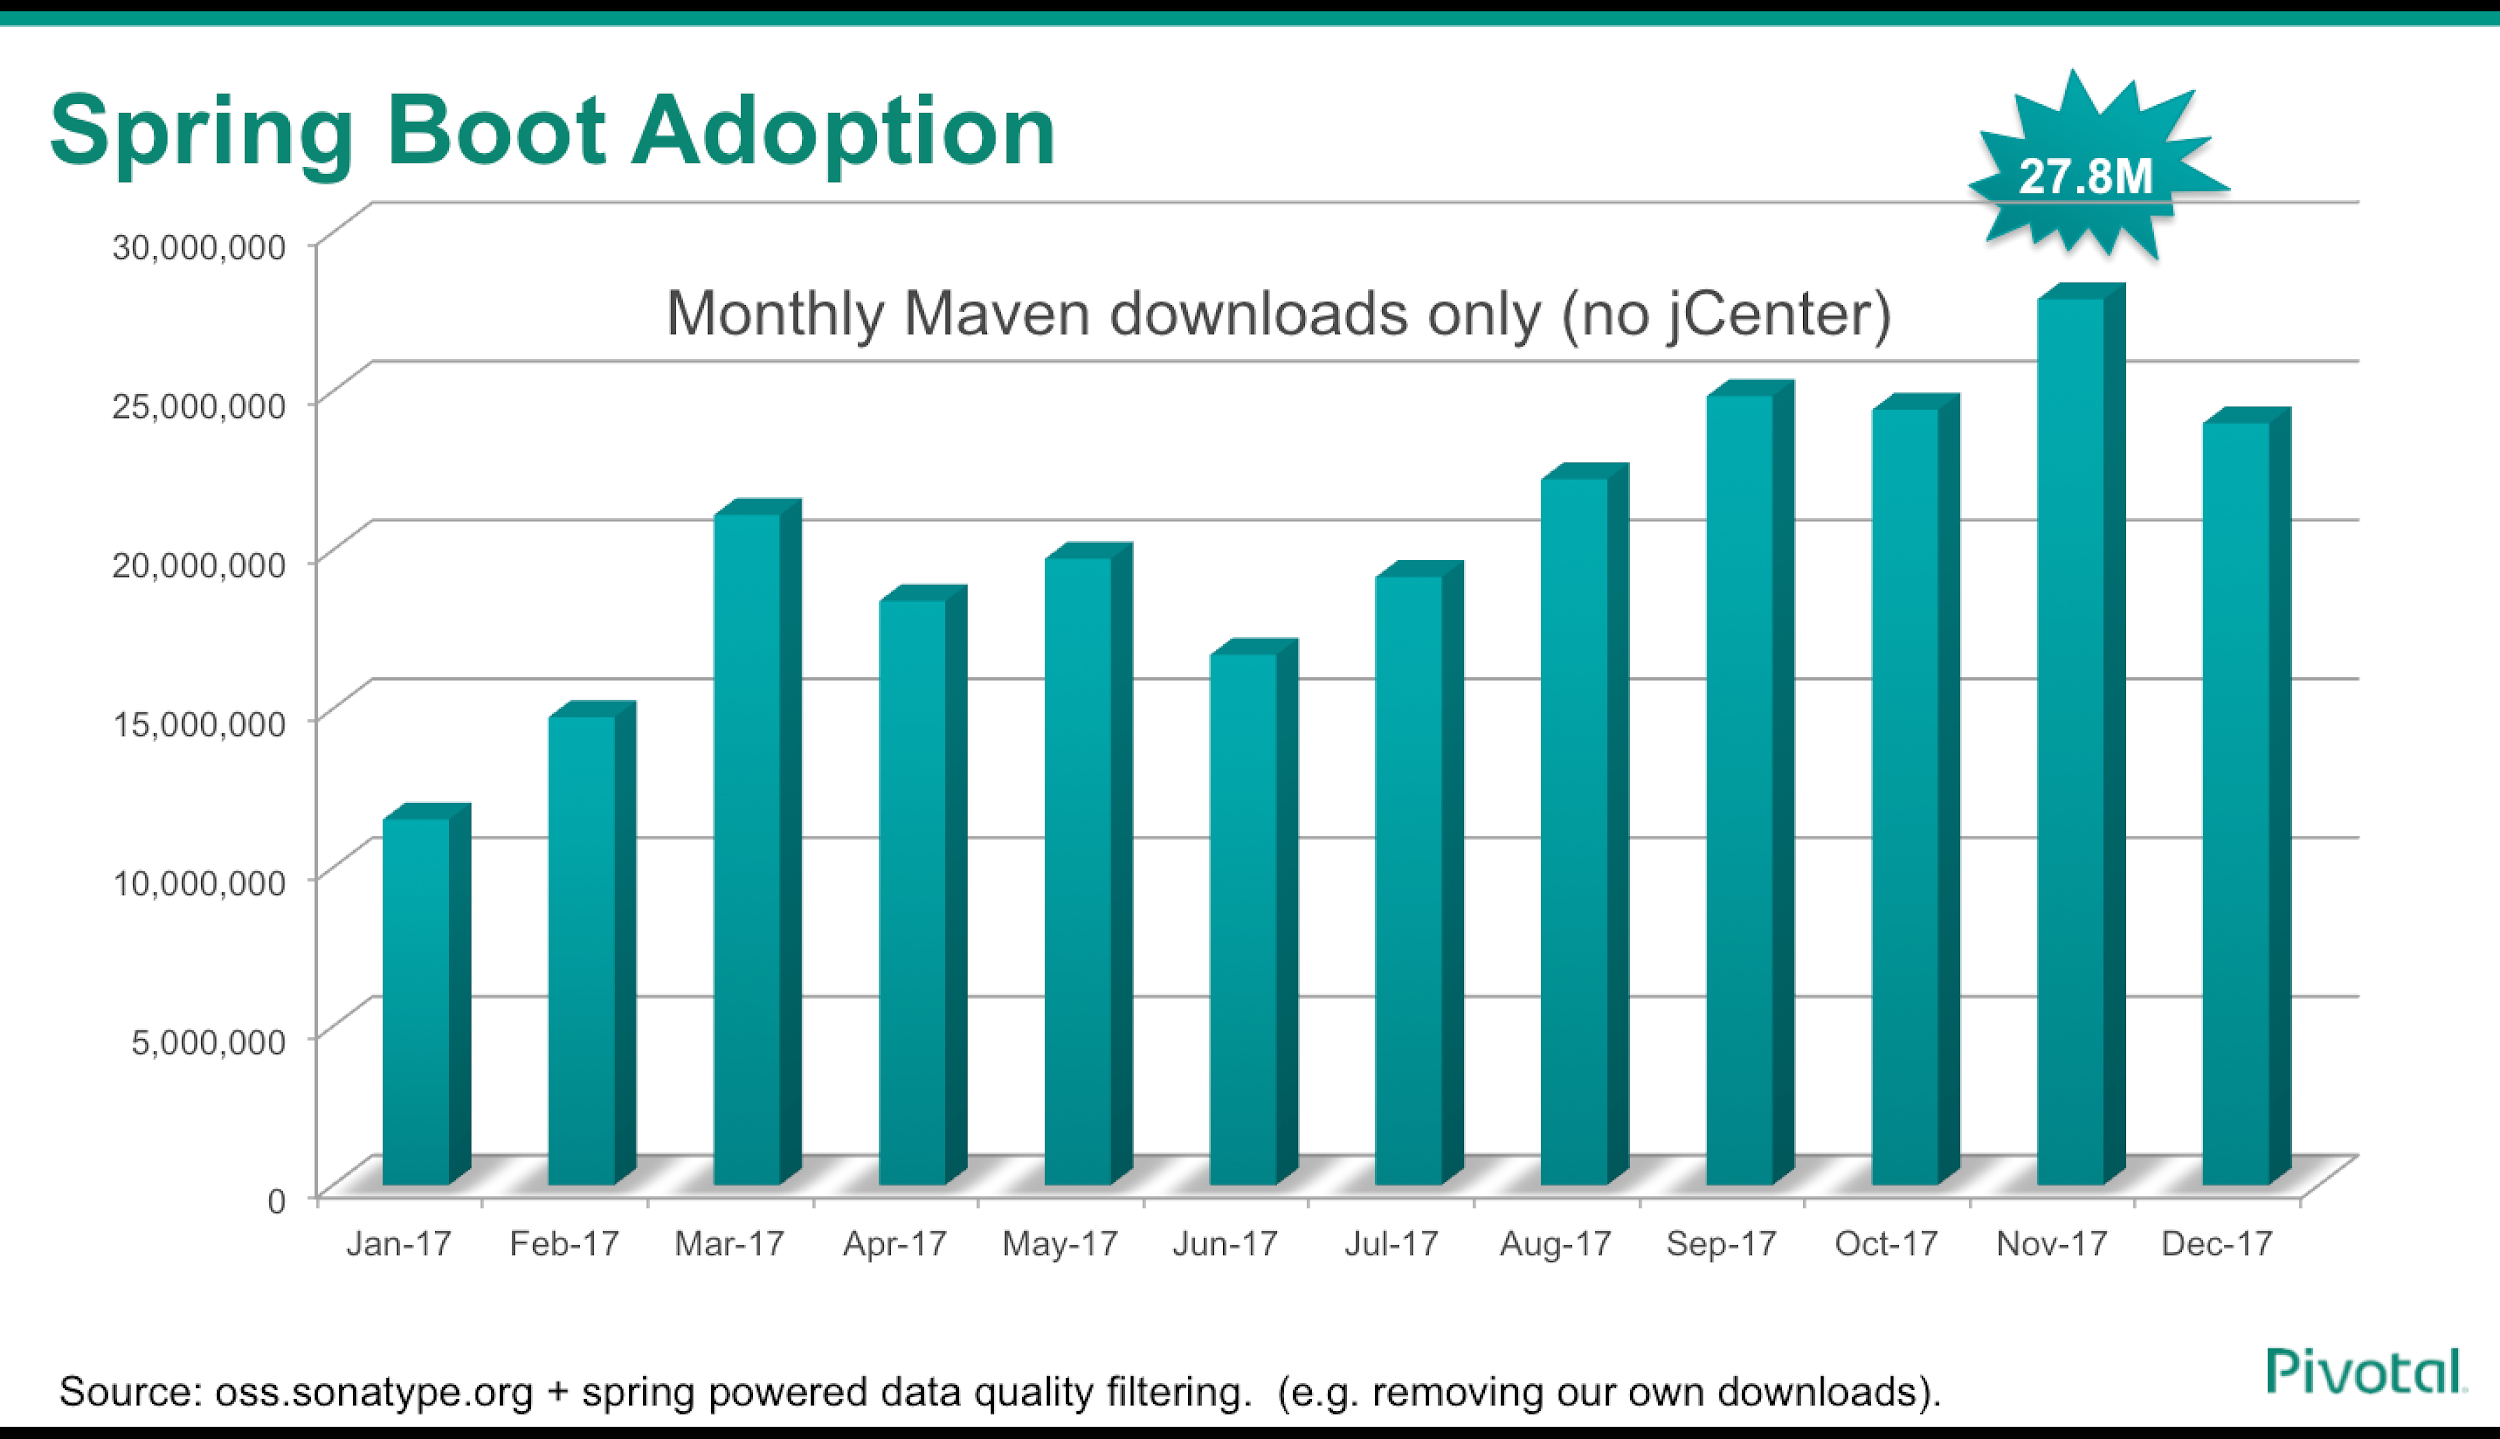 Spring Boot Adoption
27.8M
Monthly Maven downloads only (no jCenter)
30,000,000
25,000,000
20,000,000
15,000,000
10,000,000
5,000,000
0
Jan-17 Feb-17 Mar-17 Apr-17 May-17 Jun-17 Jul-17 Aug-17 Sep-17 Oct-17 Nov-17 Dec-17
Source: oss.sonatype.org + spring powered data quality filtering.  (e.g. removing our own downloads).
Pivotal